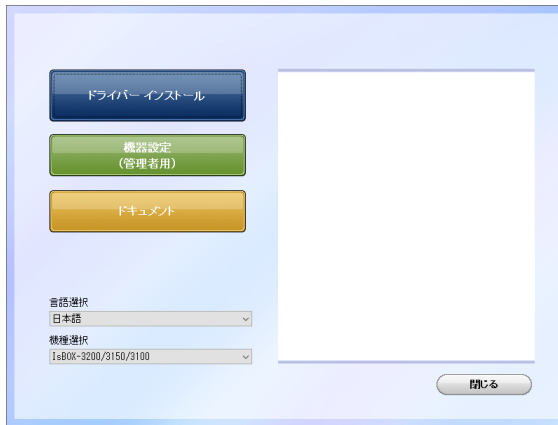 ドライバー インストール
機器設定
(管理者用)
ドキュメント
言語選択
日本語
機種選択
IsBOX-3200/3150/3100
閉じる